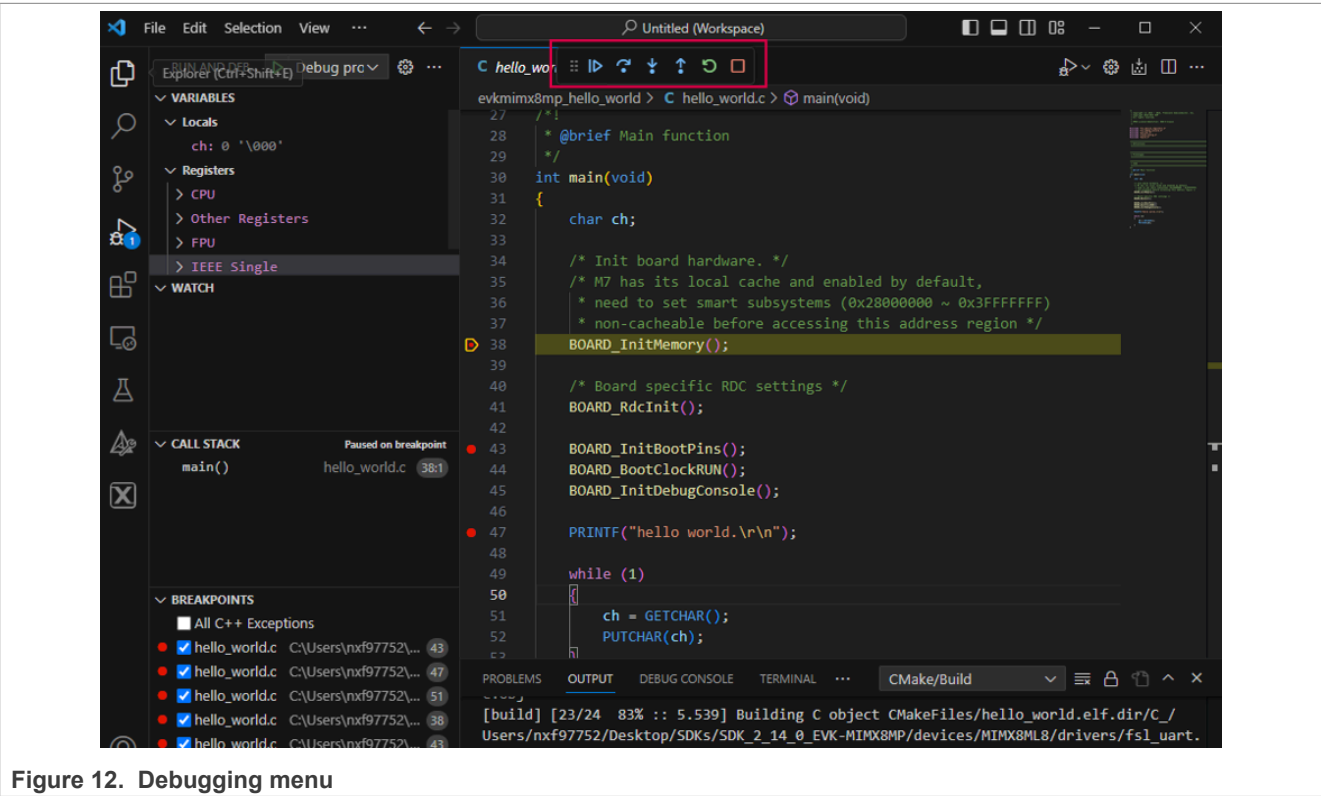 File Edit Selection View ··· Untitled (Workspace)
RUN AND DEB Debug pro ···
Explorer (Ctrl+Shift+E)
VARIABLES
Locals
ch: 0 '\000'
Registers
CPU
Other Registers
FPU
IEEE Single
WATCH
1
CALL STACK Paused on breakpoint
main() hello_world.c 38:1
BREAKPOINTS
All C++ Exceptions
hello_world.c C:\Users\nxf97752\... 43
hello_world.c C:\Users\nxf97752\... 47
hello_world.c C:\Users\nxf97752\... 51
hello_world.c C:\Users\nxf97752\... 38
hello_world.c C:\Users\nxf97752\... 43
C hello_wor
evkmimx8mp_hello_world > C hello_world.c > main(void)
27 /*!
28 * @brief Main function
29 */
30 int main(void)
31 {
32 char ch;
33
34 /* Init board hardware. */
35 /* M7 has its local cache and enabled by default,
36 * need to set smart subsystems (0x28000000 ~ 0x3FFFFFFF)
37 * non-cacheable before accessing this address region */
38 BOARD_InitMemory();
39
40 /* Board specific RDC settings */
41 BOARD_RdcInit();
42
43 BOARD_InitBootPins();
44 BOARD_BootClockRUN();
45 BOARD_InitDebugConsole();
46
47 PRINTF("hello world.\r\n");
48
49 while (1)
50 {
51 ch = GETCHAR();
52 PUTCHAR(ch);
53 }
PROBLEMS OUTPUT DEBUG CONSOLE TERMINAL ··· CMake/Build
[build] [23/24 83% :: 5.539] Building C object CMakeFiles/hello_world.elf.dir/C_/
Users/nxf97752/Desktop/SDKs/SDK_2_14_0_EVK-MIMX8MP/devices/MIMX8ML8/drivers/fsl_uart.
Figure 12. Debugging menu